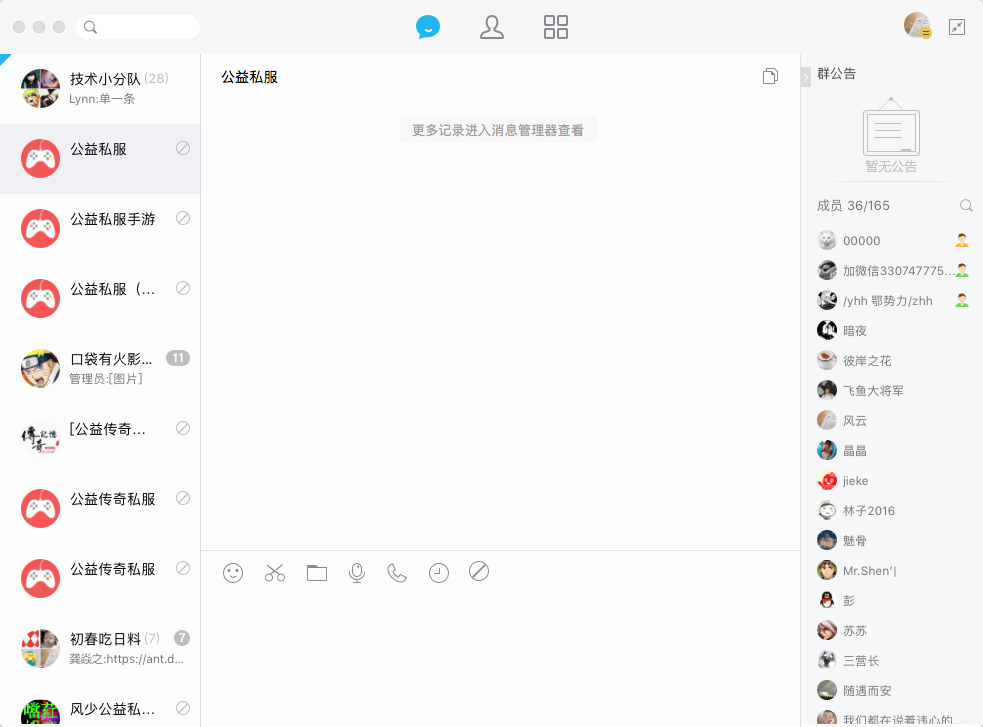 技术小分队 (28)
Lynn:单一条
公益私服
公益私服手游
公益私服（...
口袋有火影...
11
管理员:[图片]
[公益传奇...
公益传奇私服
公益传奇私服
初春吃日料 (7)
7
龚焱之:https://ant.d...
风少公益私...
公益私服
更多记录进入消息管理器查看
群公告
暂无公告
成员 36/165
00000
加微信330747775...
/yhh 鄂势力/zhh
暗夜
彼岸之花
飞鱼大将军
风云
晶晶
jieke
林子2016
魅骨
Mr.Shen′|
彭
苏苏
三营长
随遇而安
我们都在说着违心的...